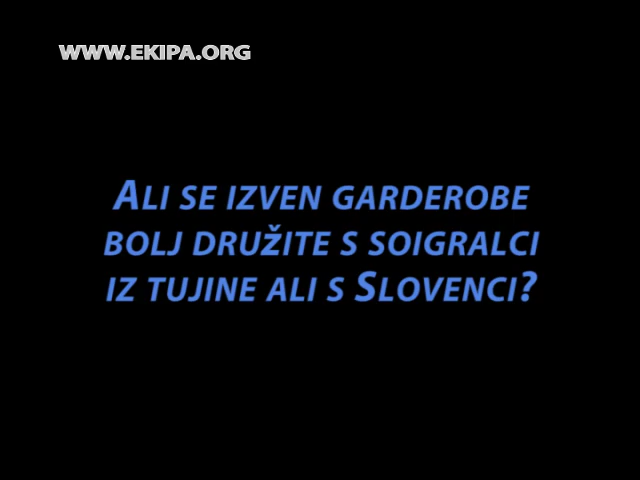 WWW.EKIPA.ORG
ALI SE IZVEN GARDEROBE
BOLJ DRUŽITE S SOIGRALCI
IZ TUJINE ALI S SLOVENCI?